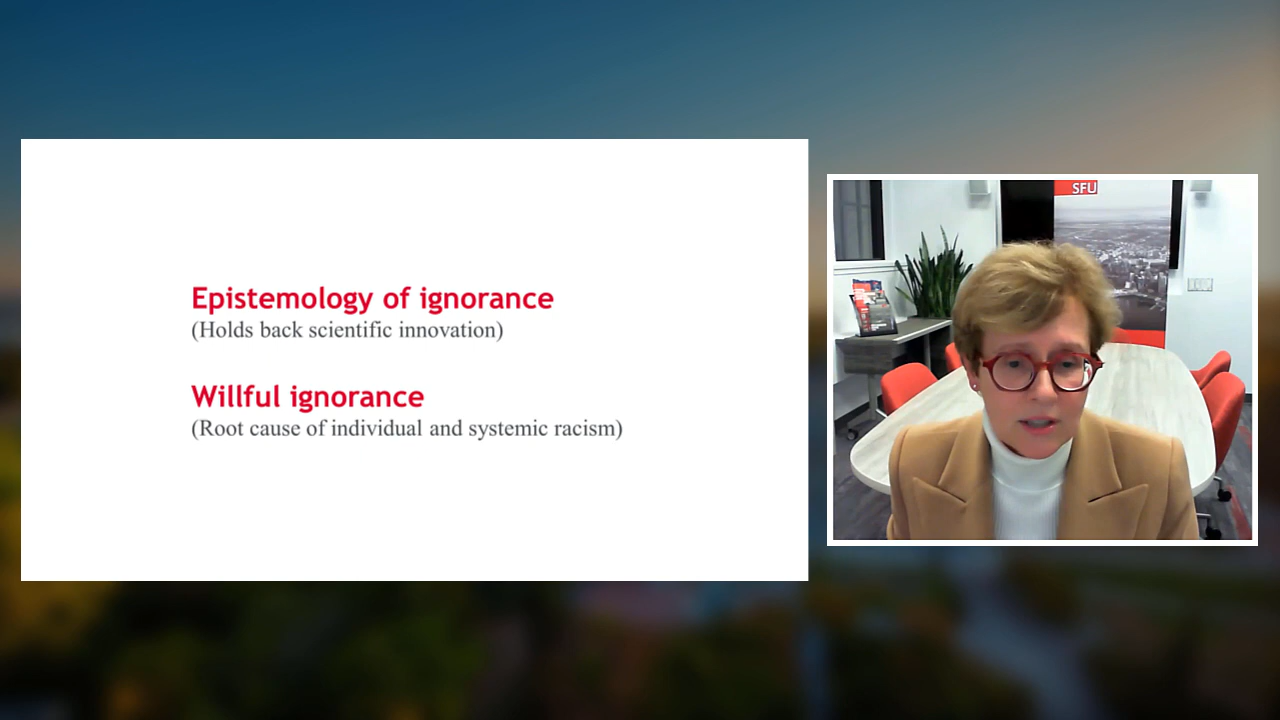 Epistemology of ignorance
(Holds back scientific innovation)
Willful ignorance
(Root cause of individual and systemic racism)
SFU